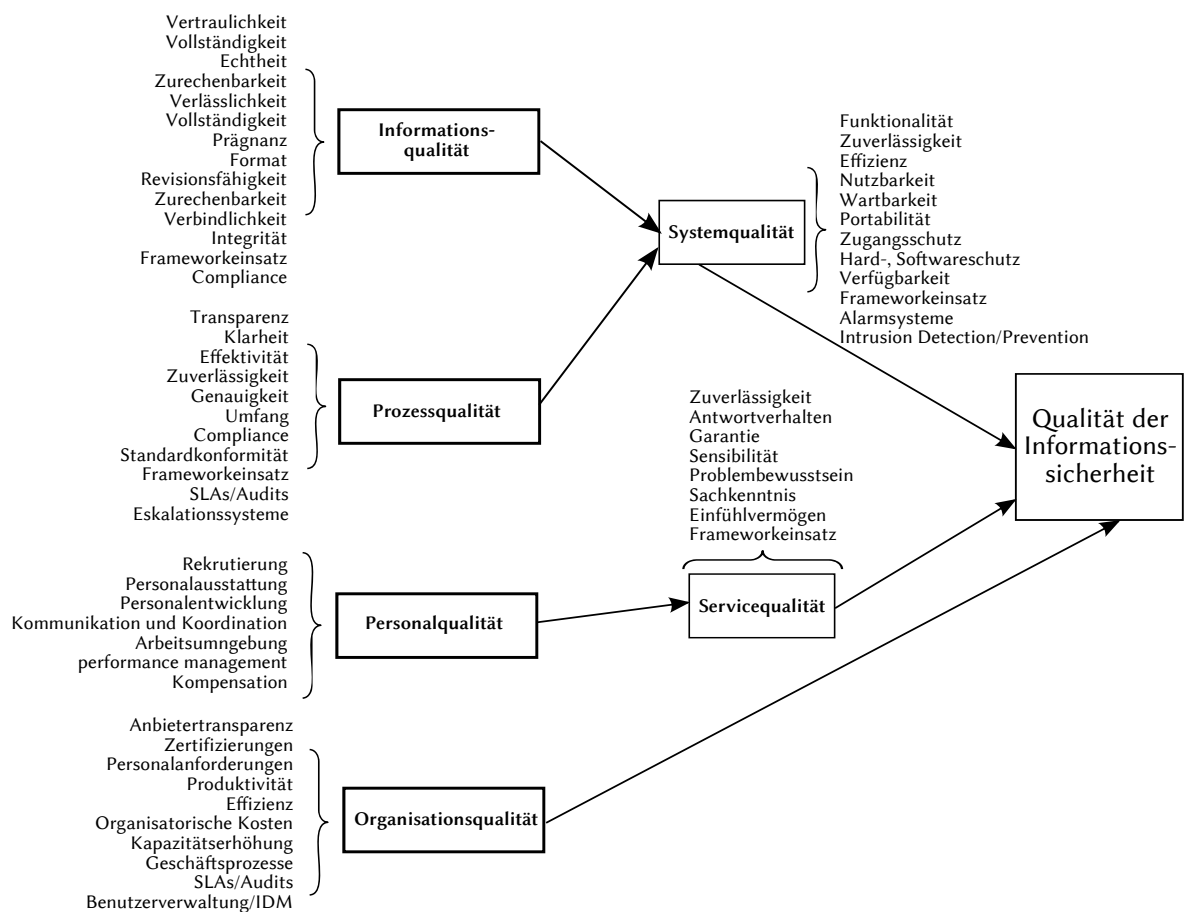 Vertraulichkeit
Vollständigkeit
Echtheit
Zurechenbarkeit
Verlässlichkeit
Vollständigkeit
Prägnanz
Format
Revisionsfähigkeit
Zurechenbarkeit
Verbindlichkeit
Integrität
Frameworkeinsatz
Compliance
Informations-
qualität
Transparenz
Klarheit
Effektivität
Zuverlässigkeit
Genauigkeit
Umfang
Compliance
Standardkonformität
Frameworkeinsatz
SLAs/Audits
Eskalationssysteme
Prozessqualität
Systemqualität
Funktionalität
Zuverlässigkeit
Effizienz
Nutzbarkeit
Wartbarkeit
Portabilität
Zugangsschutz
Hard-, Softwareschutz
Verfügbarkeit
Frameworkeinsatz
Alarmsysteme
Intrusion Detection/Prevention
Rekrutierung
Personalausstattung
Personalentwicklung
Kommunikation und Koordination
Arbeitsumgebung
performance management
Kompensation
Personalqualität
Zuverlässigkeit
Antwortverhalten
Garantie
Sensibilität
Problembewusstsein
Sachkenntnis
Einfühlvermögen
Frameworkeinsatz
Servicequalität
Anbietertransparenz
Zertifizierungen
Personalanforderungen
Produktivität
Effizienz
Organisatorische Kosten
Kapazitätserhöhung
Geschäftsprozesse
SLAs/Audits
Benutzerverwaltung/IDM
Organisationsqualität
Qualität der
Informations-
sicherheit